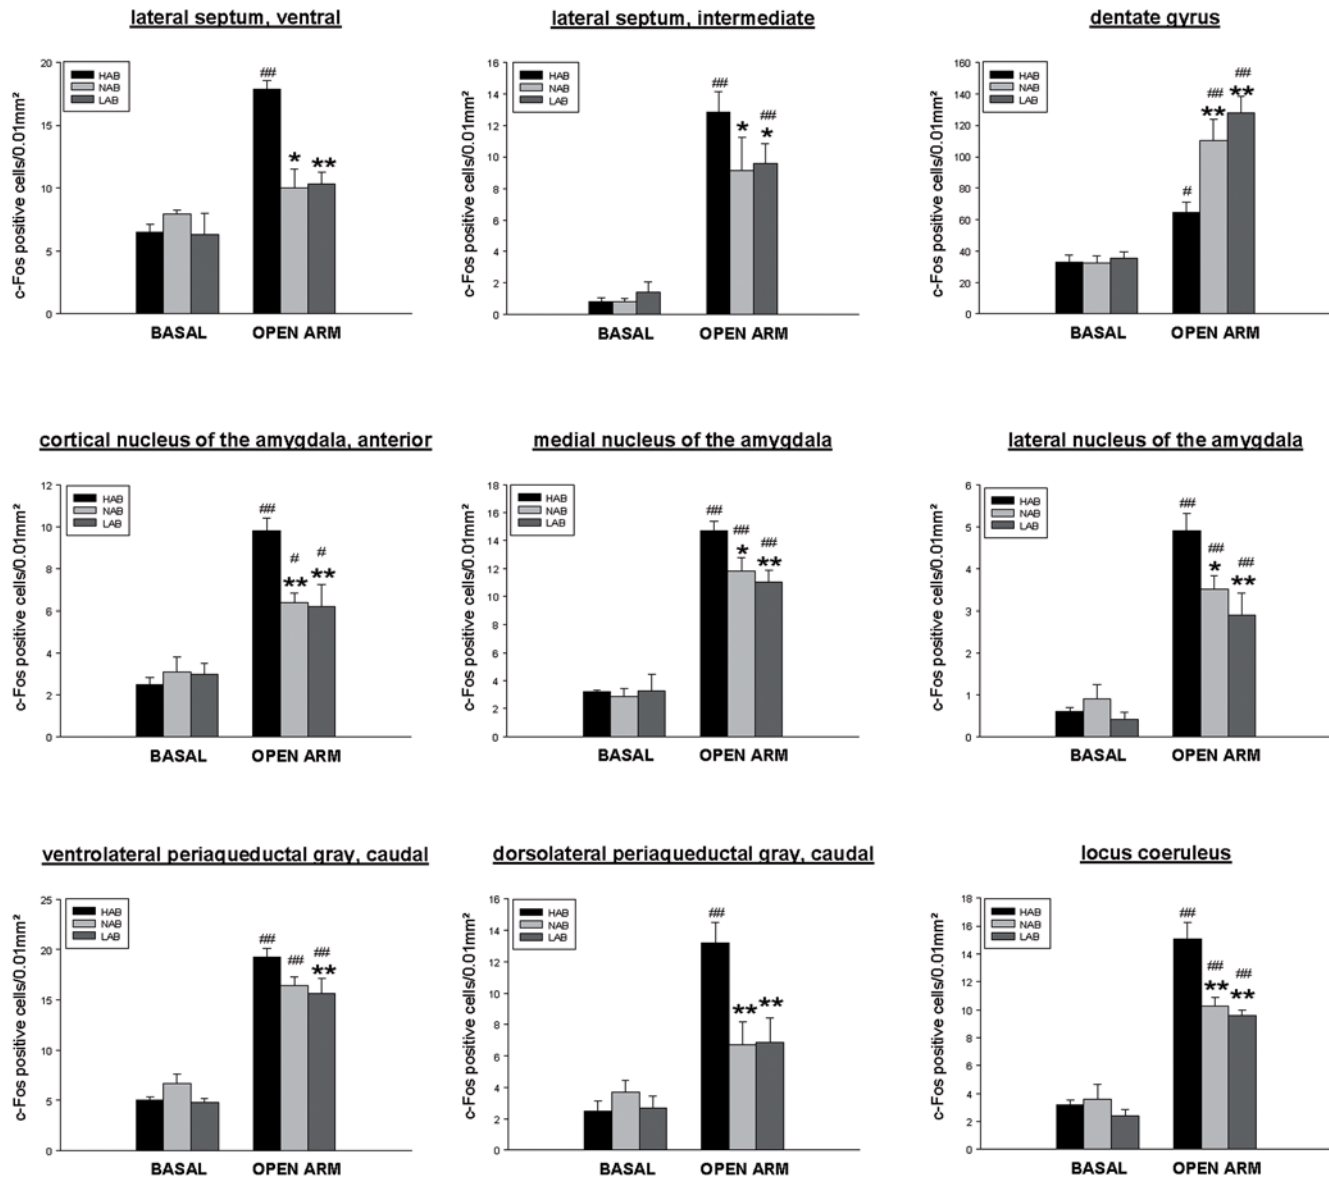 lateral septum, ventral
c-Fos positive cells/0.01mm²
20
15
10
5
0
HAB
NAB
LAB
##
*
**
BASAL
OPEN ARM
lateral septum, intermediate
c-Fos positive cells/0.01mm²
16
14
12
10
8
6
4
2
0
HAB
NAB
LAB
##
*
##
*
BASAL
OPEN ARM
dentate gyrus
c-Fos positive cells/0.01mm²
160
140
120
100
80
60
40
20
0
HAB
NAB
LAB
#
##
**
##
**
BASAL
OPEN ARM
cortical nucleus of the amygdala, anterior
c-Fos positive cells/0.01mm²
12
10
8
6
4
2
0
HAB
NAB
LAB
##
#
**
#
**
BASAL
OPEN ARM
medial nucleus of the amygdala
c-Fos positive cells/0.01mm²
18
16
14
12
10
8
6
4
2
0
HAB
NAB
LAB
##
##
*
##
**
BASAL
OPEN ARM
lateral nucleus of the amygdala
c-Fos positive cells/0.01mm²
6
5
4
3
2
1
0
HAB
NAB
LAB
##
##
*
##
**
BASAL
OPEN ARM
ventrolateral periaqueductal gray, caudal
c-Fos positive cells/0.01mm²
25
20
15
10
5
0
HAB
NAB
LAB
##
##
##
**
BASAL
OPEN ARM
dorsolateral periaqueductal gray, caudal
c-Fos positive cells/0.01mm²
16
14
12
10
8
6
4
2
0
HAB
NAB
LAB
##
**
**
BASAL
OPEN ARM
locus coeruleus
c-Fos positive cells/0.01mm²
18
16
14
12
10
8
6
4
2
0
HAB
NAB
LAB
##
##
**
##
**
BASAL
OPEN ARM